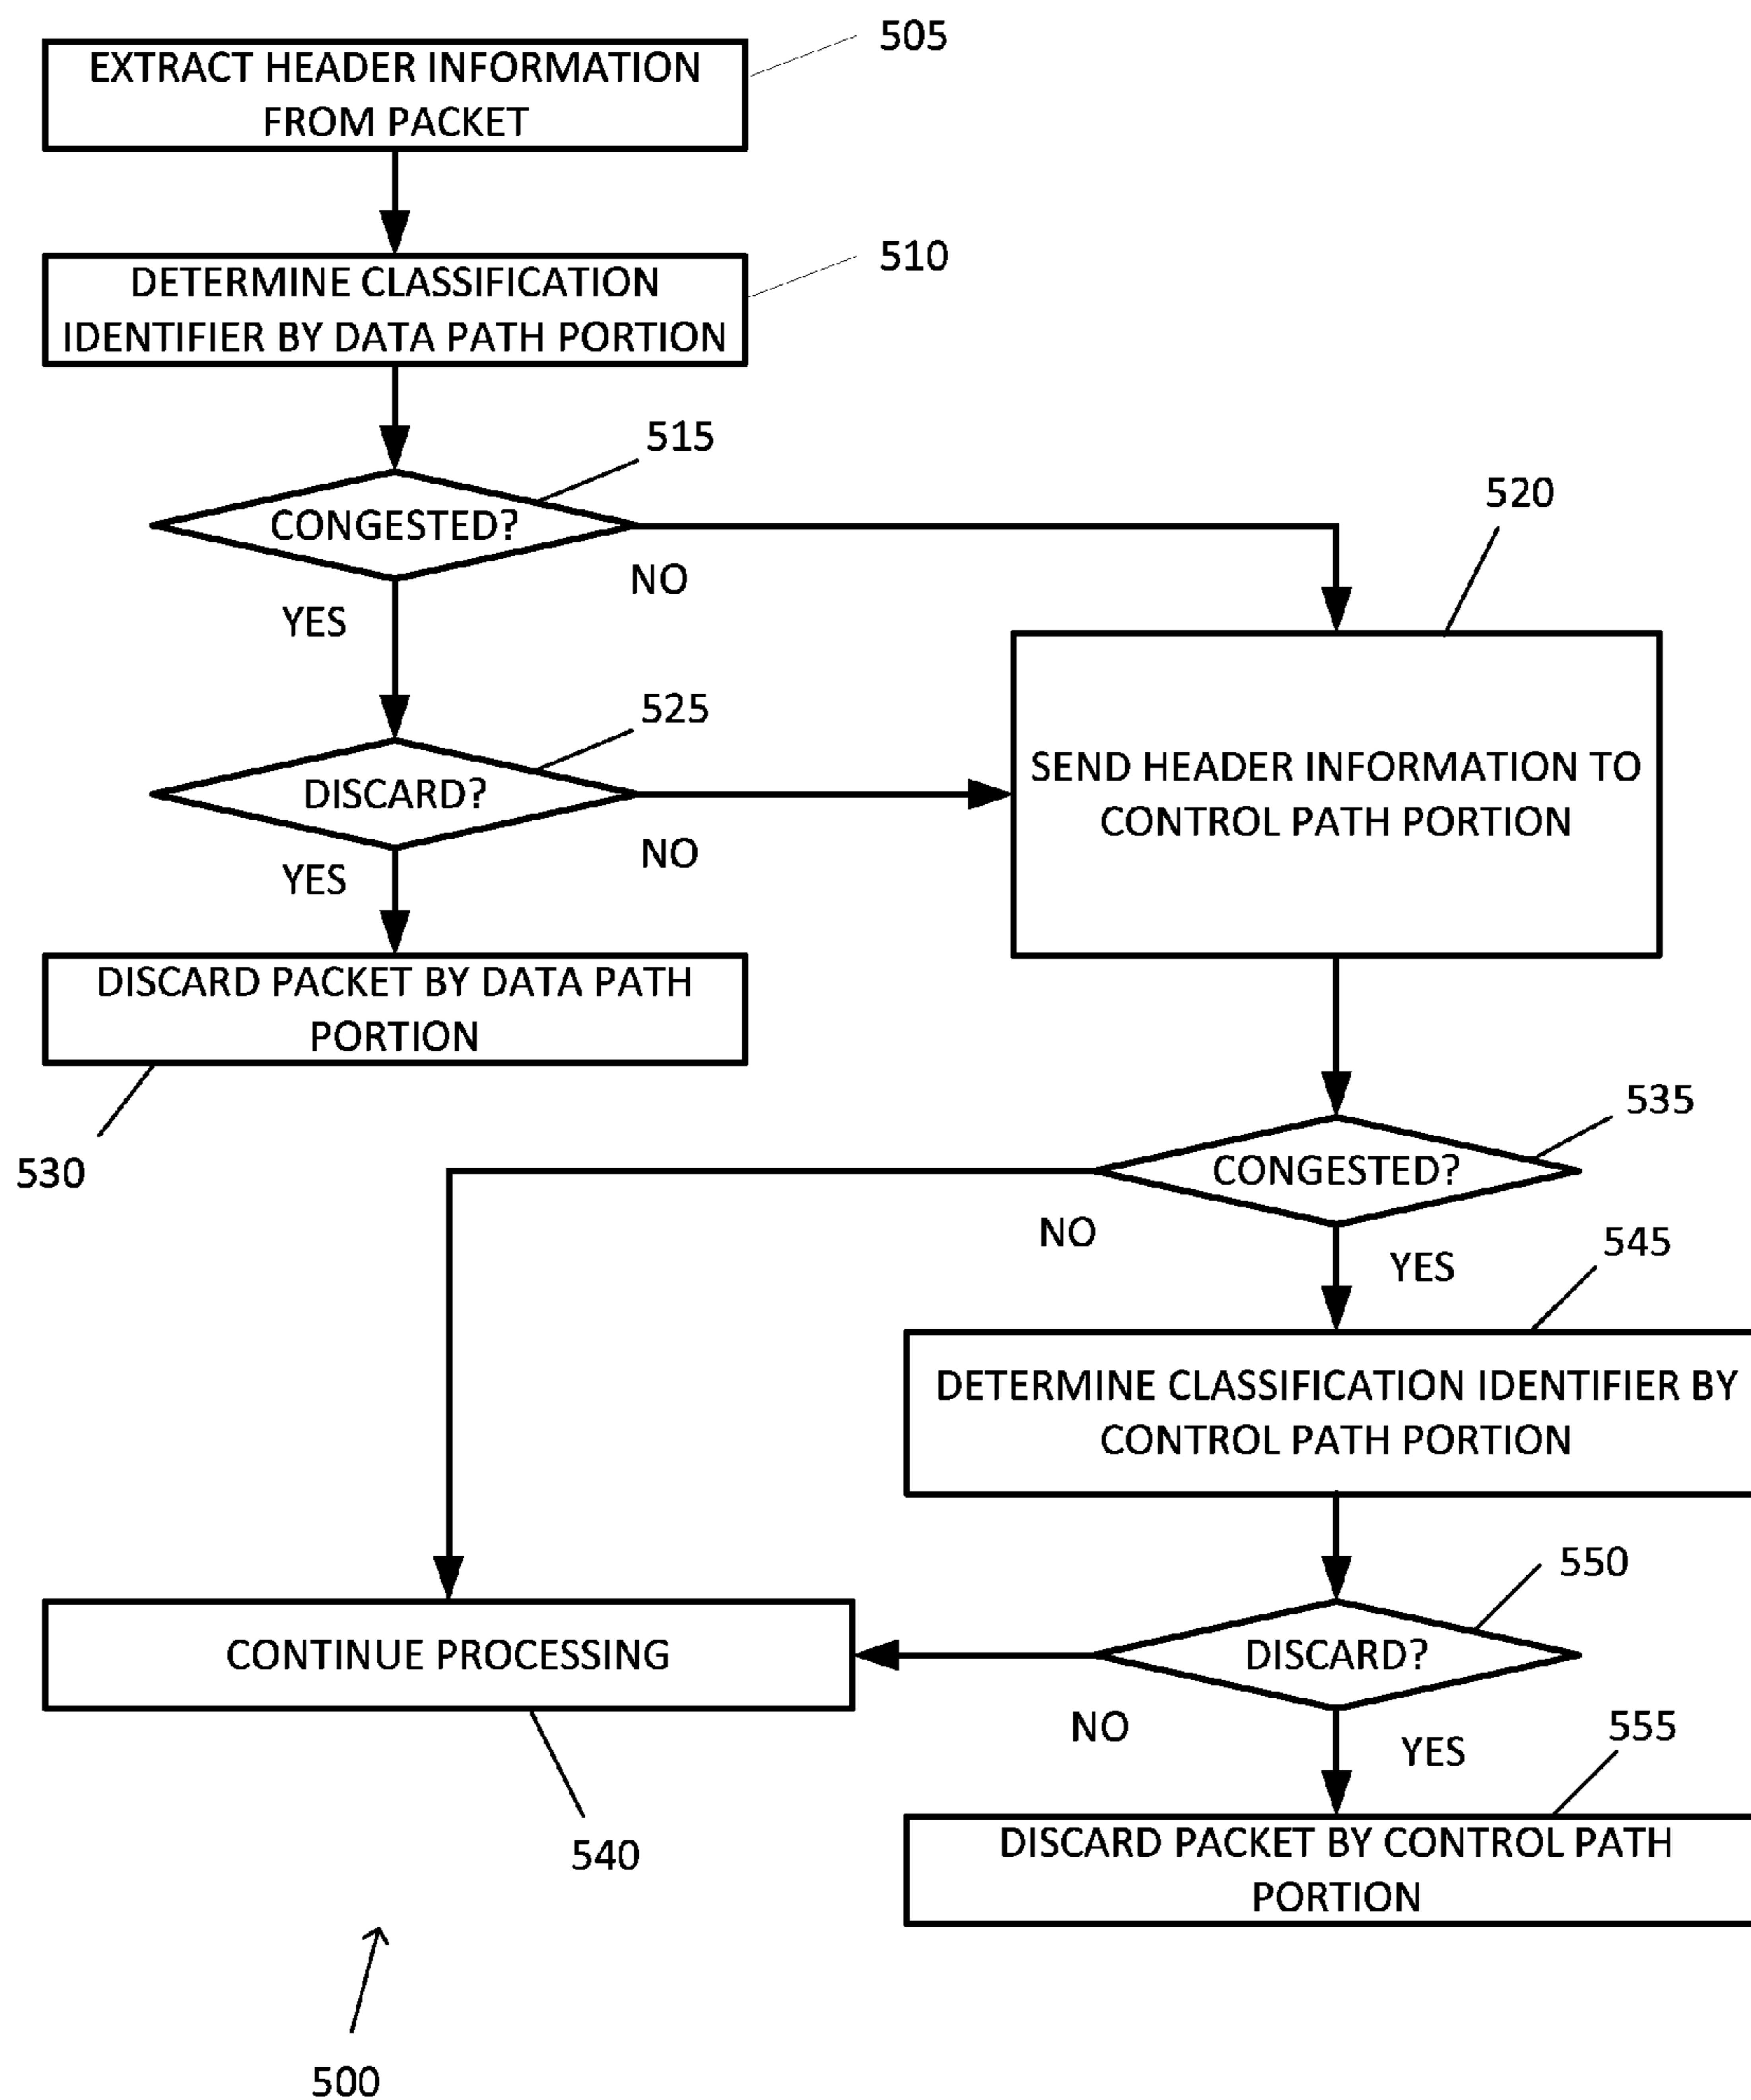 505
EXTRACT HEADER INFORMATION
FROM PACKET
510
DETERMINE CLASSIFICATION
IDENTIFIER BY DATA PATH PORTION
515
CONGESTED?
NO
YES
520
525
DISCARD?
NO
YES
SEND HEADER INFORMATION TO
CONTROL PATH PORTION
DISCARD PACKET BY DATA PATH
PORTION
530
535
CONGESTED?
NO
YES
545
DETERMINE CLASSIFICATION IDENTIFIER BY
CONTROL PATH PORTION
550
DISCARD?
NO
YES
CONTINUE PROCESSING
540
555
DISCARD PACKET BY CONTROL PATH
PORTION
500